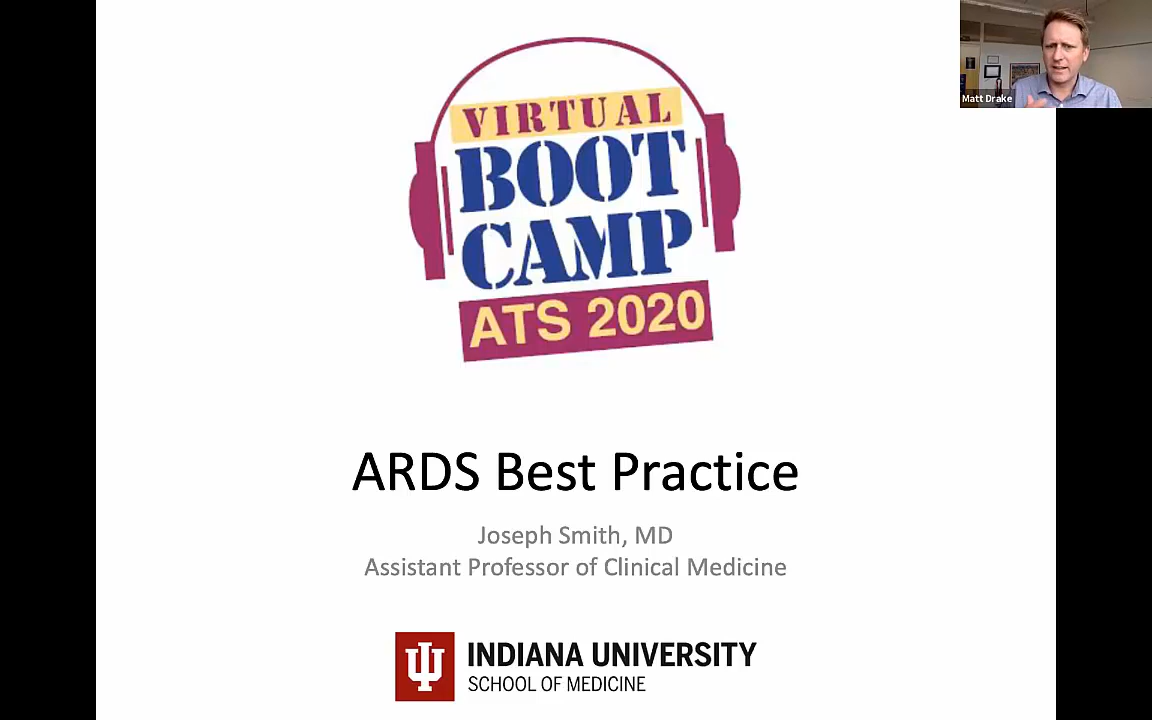 VIRTUAL
BOOT
CAMP
ATS 2020
Matt Drake
ARDS Best Practice
Joseph Smith, MD
Assistant Professor of Clinical Medicine
INDIANA UNIVERSITY
SCHOOL OF MEDICINE